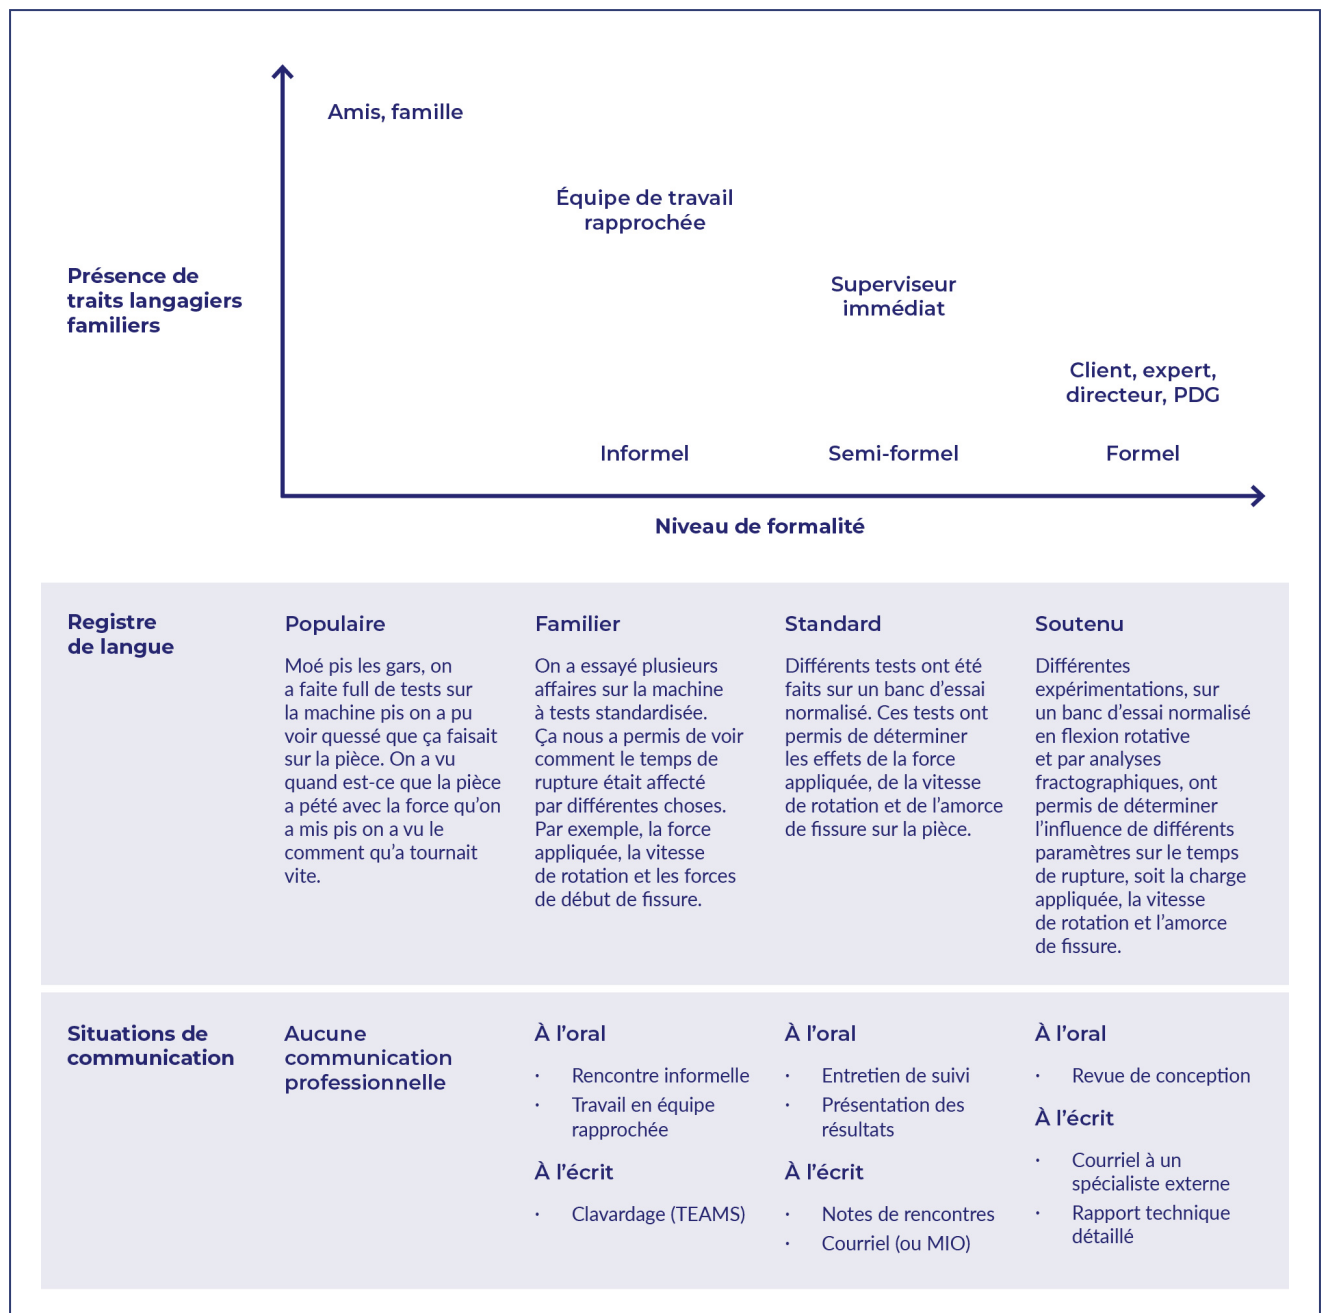 Amis, famille
Équipe de travail
rapprochée
Présence de
traits langagiers
familiers
Superviseur
immédiat
Client, expert,
directeur, PDG
Informel
Semi-formel
Formel
Niveau de formalité
Registre
de langue
Populaire
Moé pis les gars, on
a faite full de tests sur
la machine pis on a pu
voir quessé que ça faisait
sur la pièce. On a vu
quand est-ce que la pièce
a pété avec la force qu’on
a mis pis on a vu le
comment qu’a tournait
vite.
Familier
On a essayé plusieurs
affaires sur la machine
à tests standardisée.
Ça nous a permis de voir
comment le temps de
rupture était affecté
par différentes choses.
Par exemple, la force
appliquée, la vitesse
de rotation et les forces
de début de fissure.
Standard
Différents tests ont été
faits sur un banc d’essai
normalisé. Ces tests ont
permis de déterminer
les effets de la force
appliquée, de la vitesse
de rotation et de l’amorce
de fissure sur la pièce.
Soutenu
Différentes
expérimentations, sur
un banc d’essai normalisé
en flexion rotative
et par analyses
fractographiques, ont
permis de déterminer
l’influence de différents
paramètres sur le temps
de rupture, soit la charge
appliquée, la vitesse
de rotation et l’amorce
de fissure.
Situations de
communication
Aucune
communication
professionnelle
À l’oral
· Rencontre informelle
· Travail en équipe
rapprochée
À l’écrit
· Clavardage (TEAMS)
À l’oral
· Entretien de suivi
· Présentation des
résultats
À l’écrit
· Notes de rencontres
· Courriel (ou MIO)
À l’oral
· Revue de conception
À l’écrit
· Courriel à un
spécialiste externe
· Rapport technique
détaillé